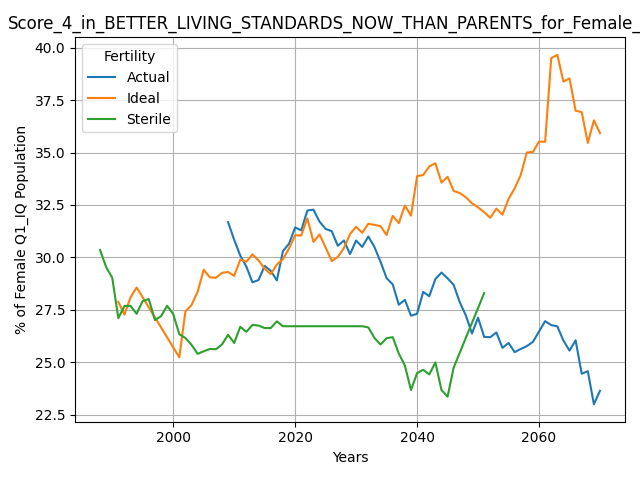 Score_4_in_BETTER_LIVING_STANDARDS_NOW_THAN_PARENTS_for_Female_
Fertility
Actual
Ideal
Sterile
40.0
37.5
35.0
32.5
30.0
27.5
25.0
22.5
% of Female Q1_IQ Population
2000
2020
2040
2060
Years